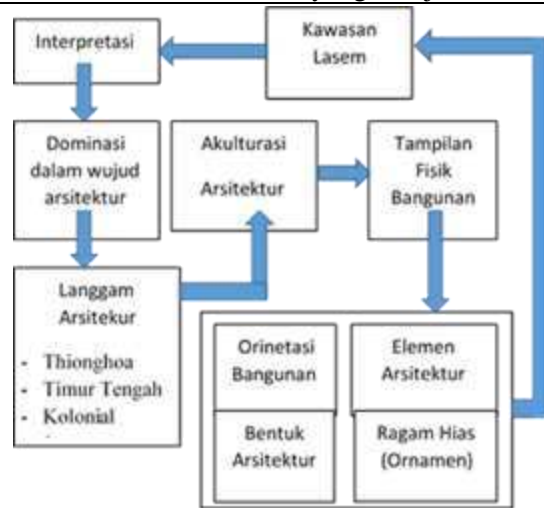 Interpretasi
Kawasan
Lasem
Dominasi
dalam wujud
arsitektur
Akulturasi
Arsitektur
Tampilan
Fisik
Bangunan
Langgam
Arsitekur
- Thionghoa
- Timur Tengah
- Kolonial
Orinetasi
Bangunan
Elemen
Arsitektur
Bentuk
Arsitektur
Ragam Hias
(Ornamen)